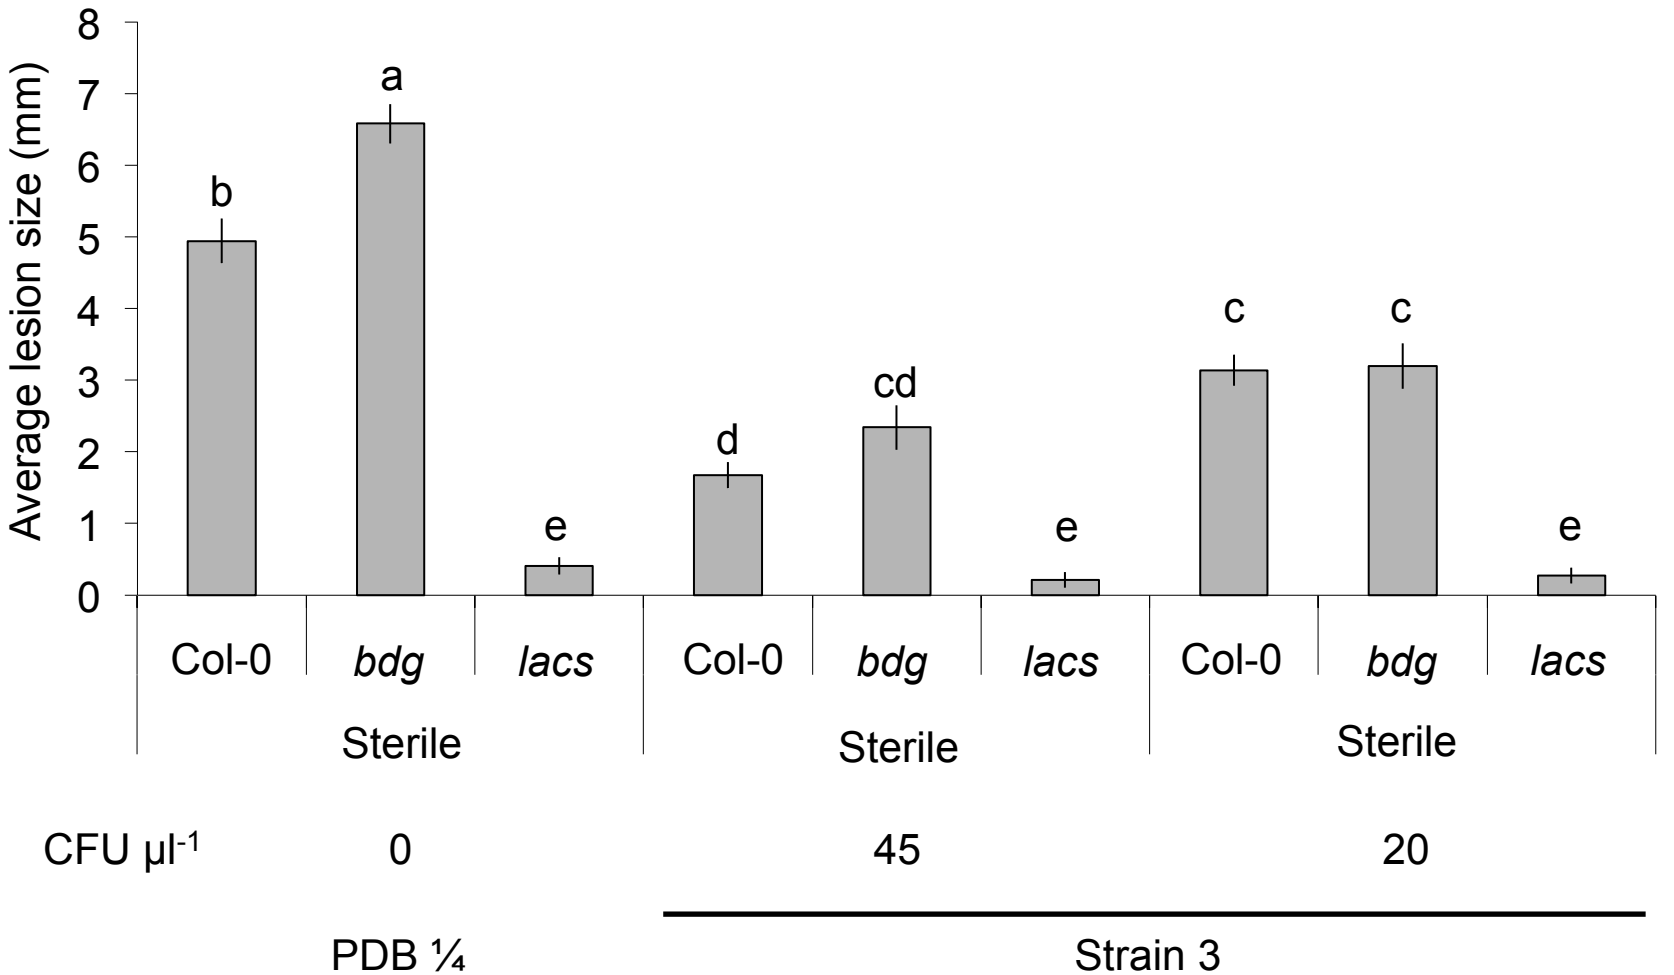 Average lesion size (mm)
8
7
6
5
4
3
2
1
0
b
a
e
d
cd
e
c
c
e
Col-0 bdg lacs Col-0 bdg lacs Col-0 bdg lacs
Sterile Sterile Sterile
CFU µl-1 0 45 20
PDB ¼ Strain 3